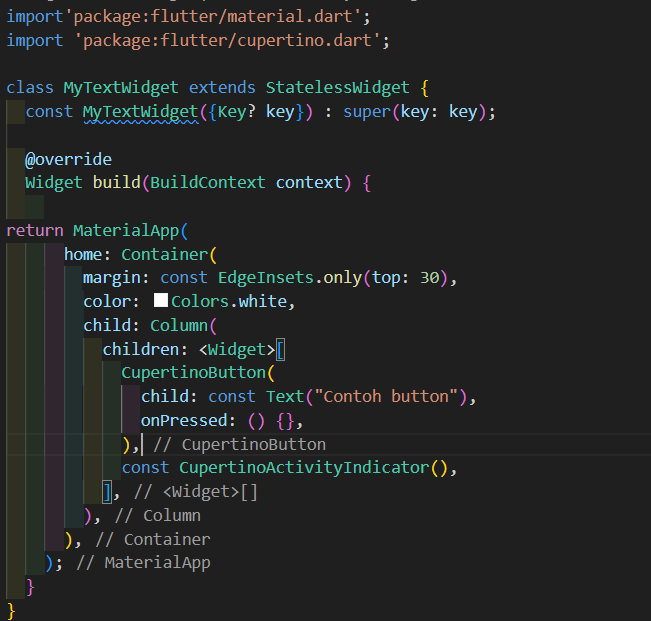 import'package:flutter/material.dart';
import 'package:flutter/cupertino.dart';
class MyTextWidget extends StatelessWidget {
const MyTextWidget({Key? key}) : super(key: key);
@override
Widget build(BuildContext context) {
return MaterialApp(
home: Container(
margin: const EdgeInsets.only(top: 30),
color: Colors.white,
child: Column(
children: <Widget>[
CupertinoButton(
child: const Text("Contoh button"),
onPressed: () {},
), // CupertinoButton
const CupertinoActivityIndicator(),
], // <Widget>[]
), // Column
), // Container
); // MaterialApp
}
}